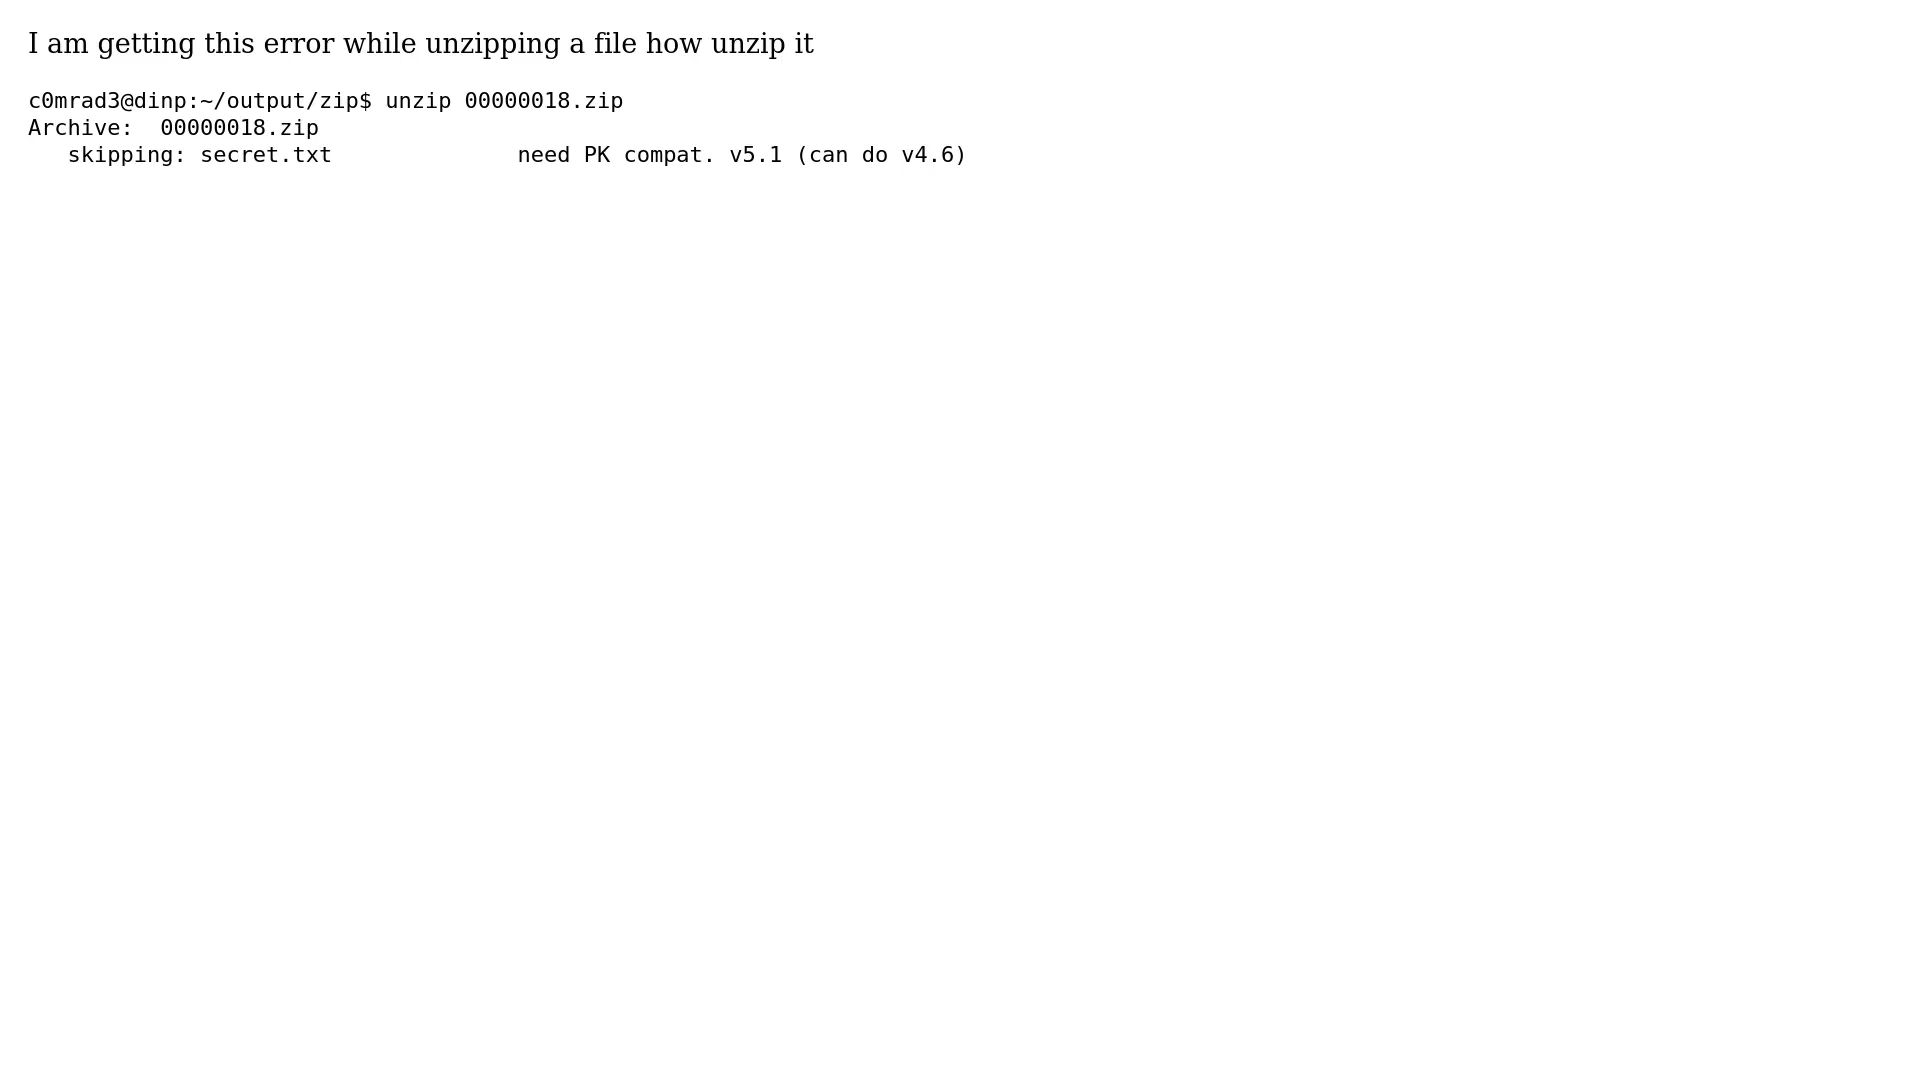 I am getting this error while unzipping a file how unzip it
c0mrad3@dinp:~/output/zip$ unzip 00000018.zip
Archive:  00000018.zip
   skipping: secret.txt              need PK compat. v5.1 (can do v4.6)